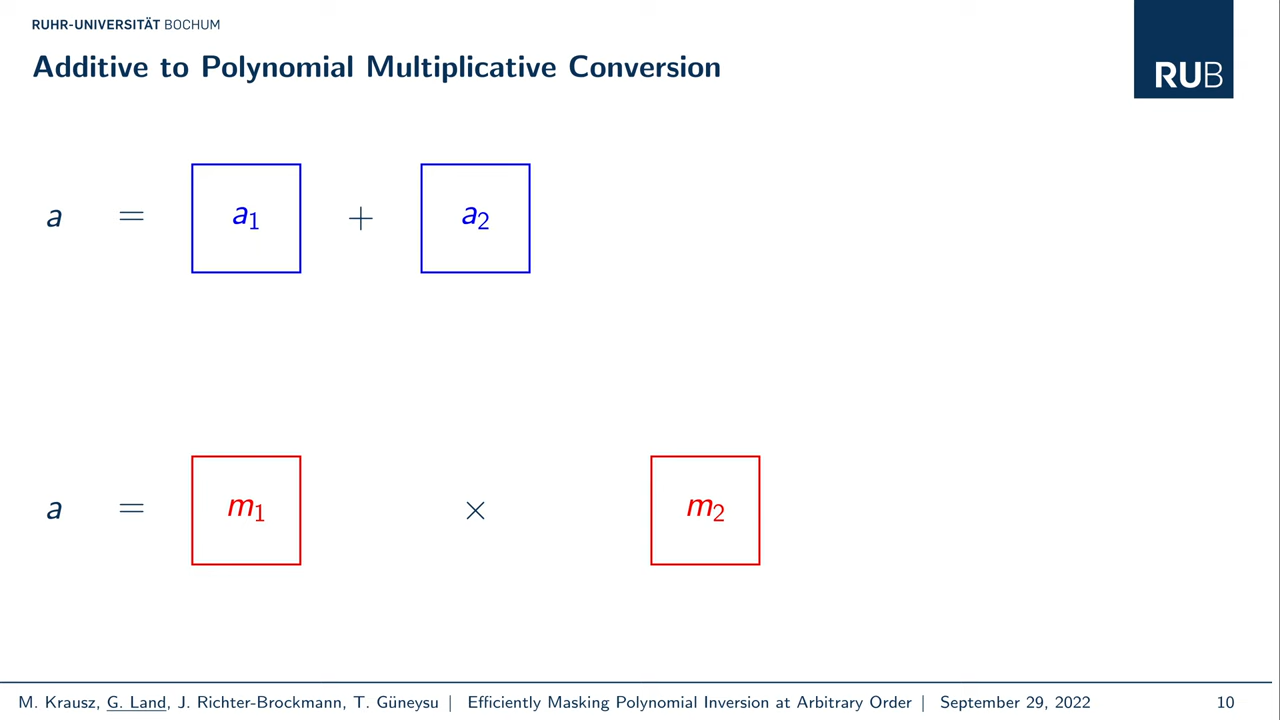 RUHR-UNIVERSITÄT BOCHUM
Additive to Polynomial Multiplicative Conversion
RUB
a = a₁ + a₂
a = m₁ × m₂
M. Krausz, G. Land, J. Richter-Brockmann, T. Güneysu | Efficiently Masking Polynomial Inversion at Arbitrary Order | September 29, 2022 10